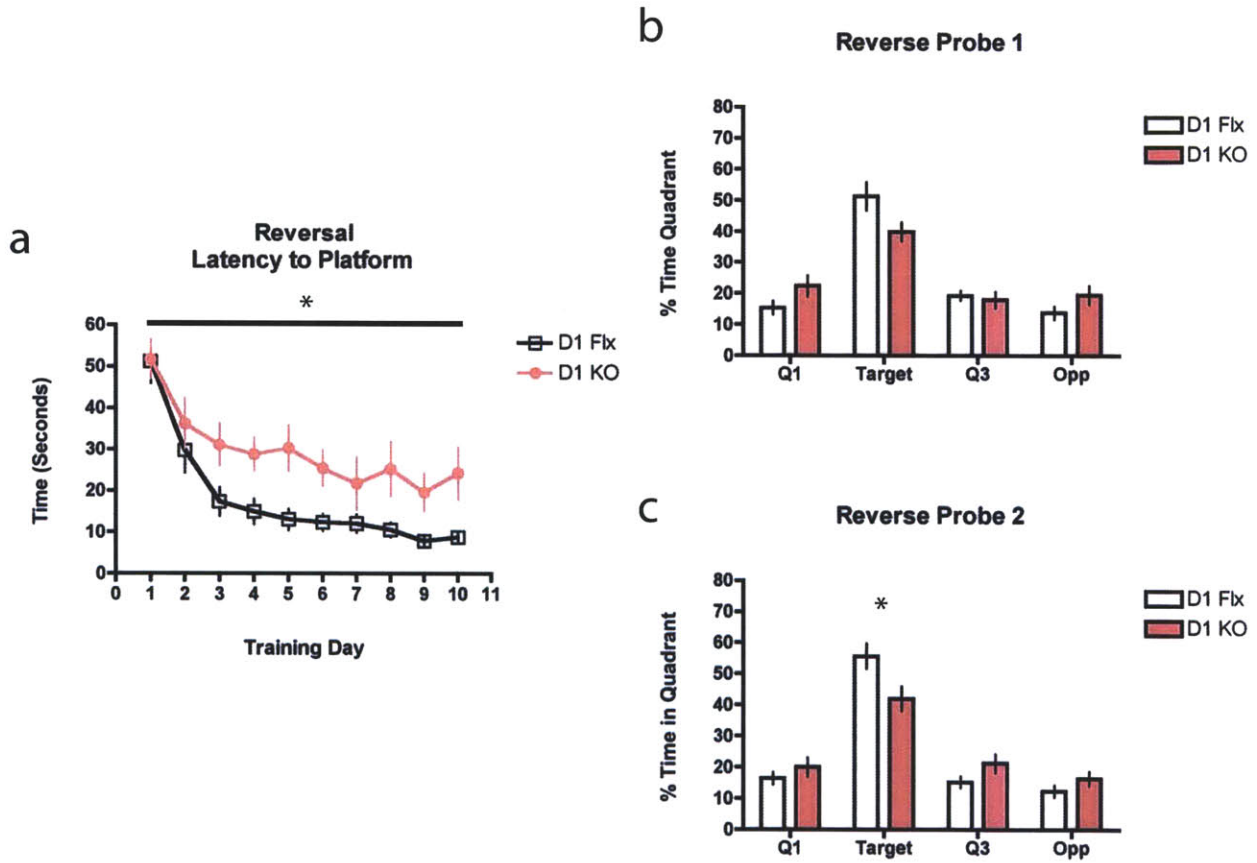 a
Reversal
Latency to Platform
*
60
50
40
30
20
10
0
Time (Seconds)
0 1 2 3 4 5 6 7 8 9 10 11
Training Day
D1 Flx
D1 KO
b
Reverse Probe 1
80
70
60
50
40
30
20
10
0
% Time Quadrant
Q1 Target Q3 Opp
D1 Flx
D1 KO
c
Reverse Probe 2
*
80
70
60
50
40
30
20
10
0
% Time in Quadrant
Q1 Target Q3 Opp
D1 Flx
D1 KO